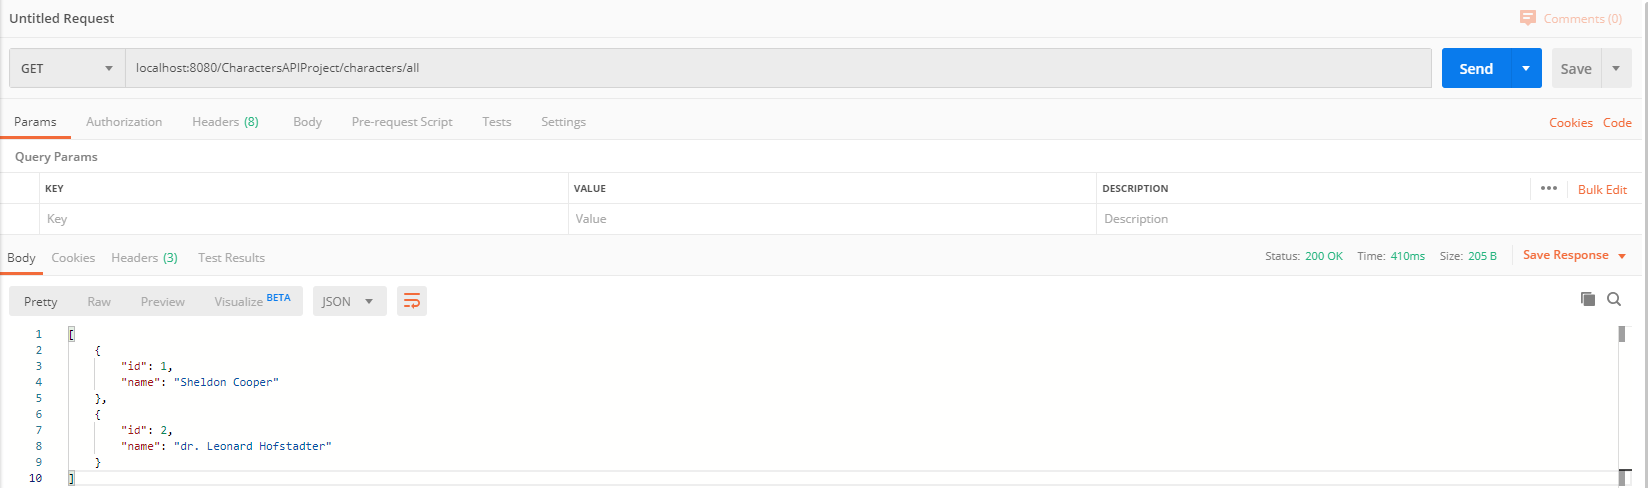 Untitled Request
Comments (0)
GET localhost:8080/CharctersAPIProject/characters/all Send Save
Params Authorization Headers (8) Body Pre-request Script Tests Settings Cookies Code
Query Params
KEY VALUE DESCRIPTION ••• Bulk Edit
Key Value Description
Body Cookies Headers (3) Test Results Status: 200 OK Time: 410ms Size: 205 B Save Response
Pretty Raw Preview Visualize BETA JSON
1 [
2 {
3 "id": 1,
4 "name": "Sheldon Cooper"
5 },
6 {
7 "id": 2,
8 "name": "dr. Leonard Hofstadter"
9 }
10 ]